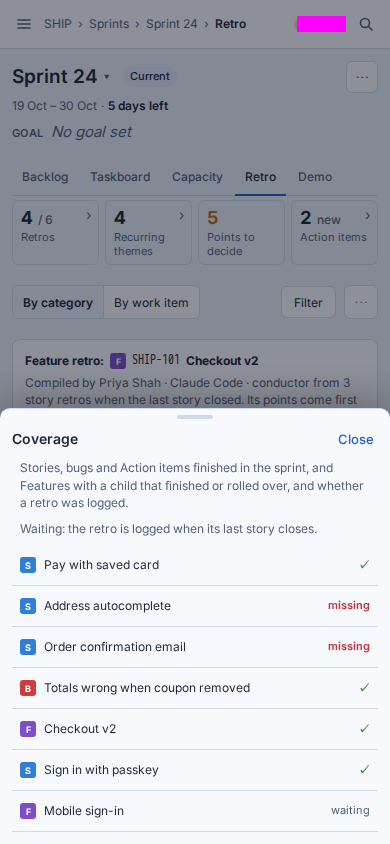 SHIP › Sprints › Sprint 24 › Retro
Sprint 24 ▾ Current ···
19 Oct – 30 Oct · 5 days left
GOAL No goal set
Backlog Taskboard Capacity Retro Demo
4 / 6 ›
Retros
4 ›
Recurring themes
5
Points to decide
2 new ›
Action items
By category By work item Filter ···
Feature retro: F SHIP-101 Checkout v2
Compiled by Priya Shah · Claude Code · conductor from 3
story retros when the last story closed. Its points come first
Coverage Close
Stories, bugs and Action items finished in the sprint, and
Features with a child that finished or rolled over, and whether
a retro was logged.
Waiting: the retro is logged when its last story closes.
S Pay with saved card ✓
S Address autocomplete missing
S Order confirmation email missing
B Totals wrong when coupon removed ✓
F Checkout v2 ✓
S Sign in with passkey ✓
F Mobile sign-in waiting